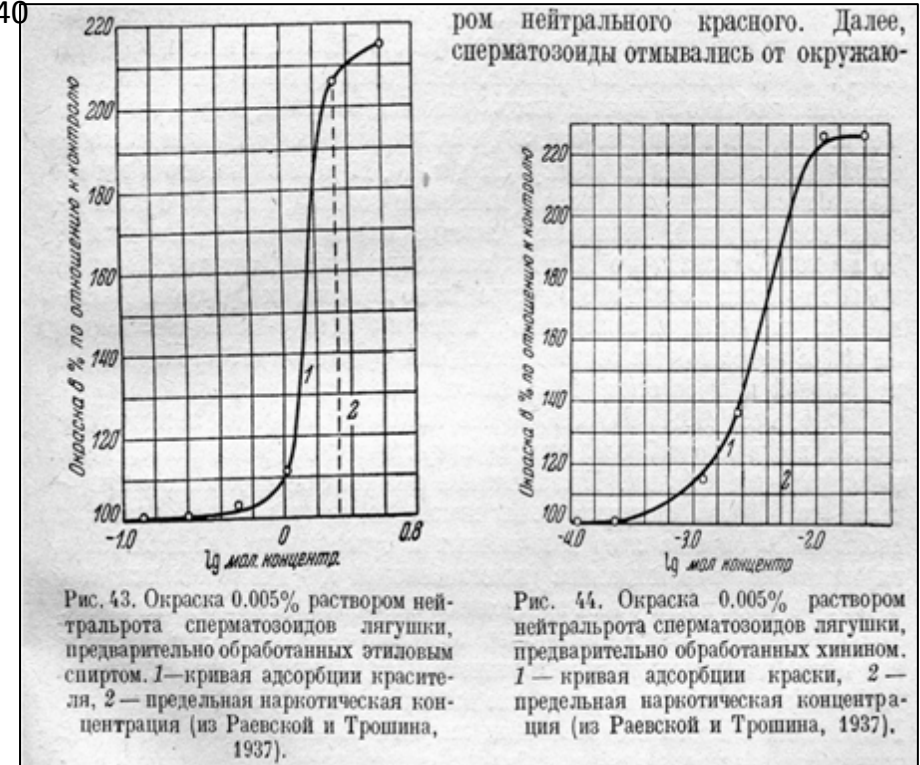 40
ром нейтрального красного. Далее,
сперматозоиды отмывались от окружаю-
Окраска в % по отношению к контролю
220
200
180
160
140
120
100
-1.0
0
0.8
lg мол. концентр.
1
2
Окраска в % по отношению к контролю
220
200
180
160
140
120
100
-4.0
-3.0
-2.0
lg мол концентр
1
2
Рис. 43. Окраска 0.005% раствором ней-
тральрота сперматозоидов лягушки,
предварительно обработанных этиловым
спиртом. 1—кривая адсорбции красите-
ля, 2 — предельная наркотическая кон-
центрация (из Раевской и Трошина,
1937).
Рис. 44. Окраска 0.005% раствором
нейтральрота сперматозоидов лягушки,
предварительно обработанных хинином.
1 — кривая адсорбции краски, 2 —
предельная наркотическая концентра-
ция (из Раевской и Трошина, 1937).